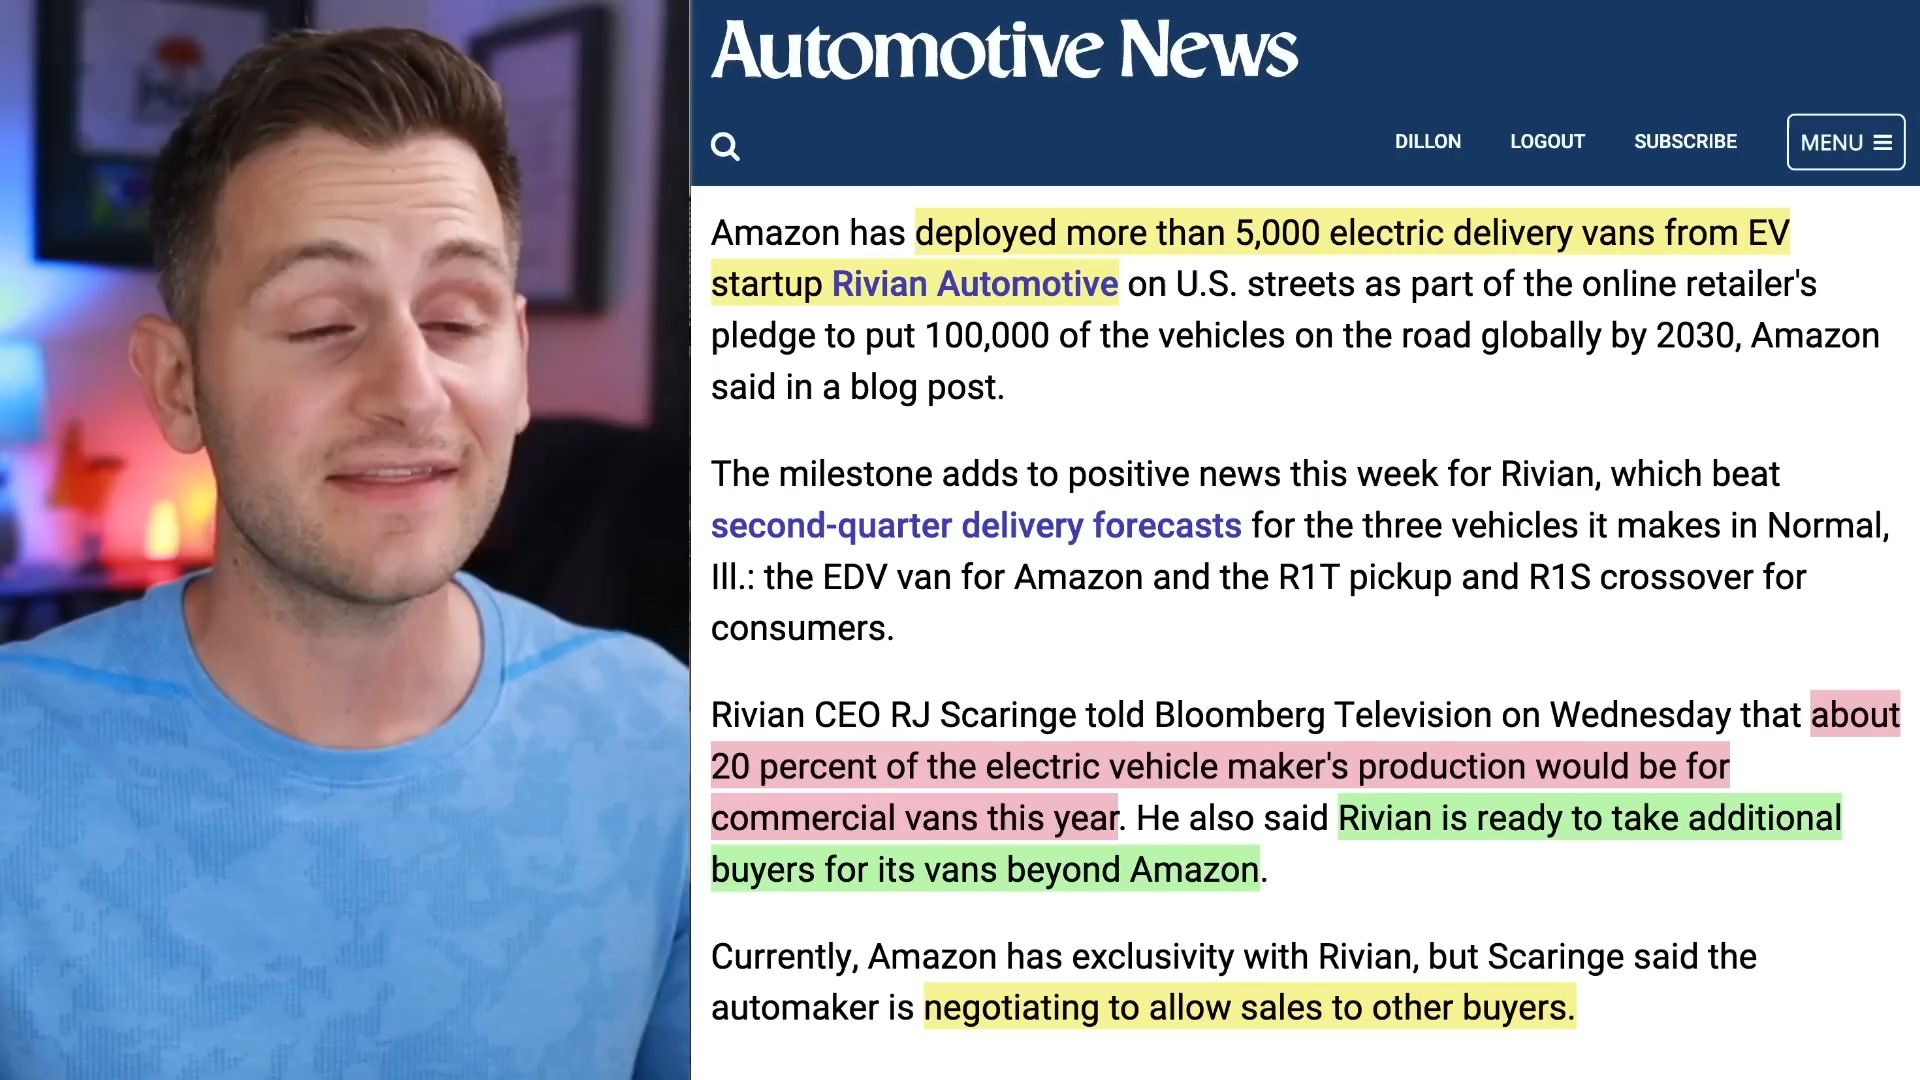 Automotive News
DILLON LOGOUT SUBSCRIBE MENU
Amazon has deployed more than 5,000 electric delivery vans from EV
startup Rivian Automotive on U.S. streets as part of the online retailer's
pledge to put 100,000 of the vehicles on the road globally by 2030, Amazon
said in a blog post.
The milestone adds to positive news this week for Rivian, which beat
second-quarter delivery forecasts for the three vehicles it makes in Normal,
Ill.: the EDV van for Amazon and the R1T pickup and R1S crossover for
consumers.
Rivian CEO RJ Scaringe told Bloomberg Television on Wednesday that about
20 percent of the electric vehicle maker's production would be for
commercial vans this year. He also said Rivian is ready to take additional
buyers for its vans beyond Amazon.
Currently, Amazon has exclusivity with Rivian, but Scaringe said the
automaker is negotiating to allow sales to other buyers.